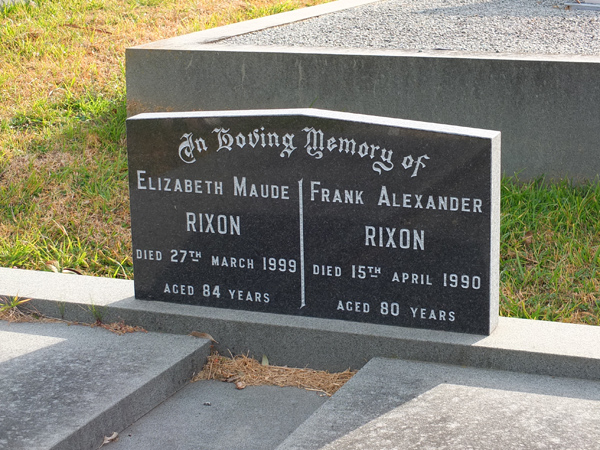 In Loving Memory of
ELIZABETH MAUDE
RIXON
DIED 27TH MARCH 1999
AGED 84 YEARS
FRANK ALEXANDER
RIXON
DIED 15TH APRIL 1990
AGED 80 YEARS